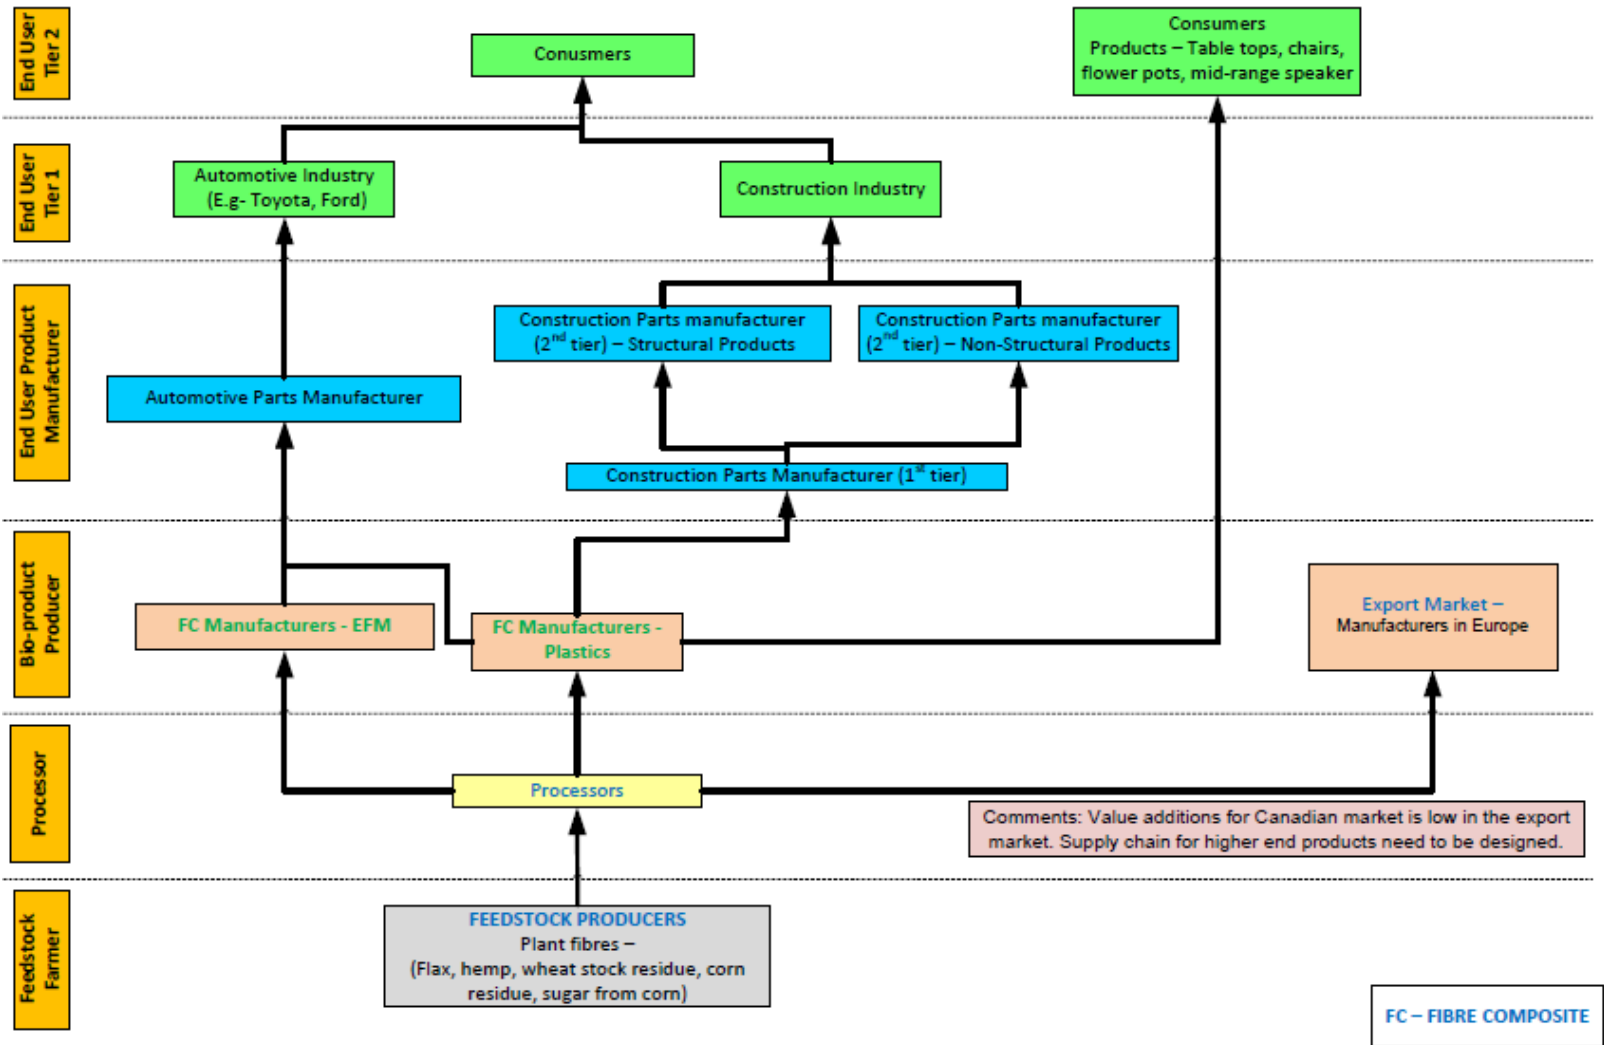 End User
Tier 2
Conusmers
Consumers
Products – Table tops, chairs,
flower pots, mid-range speaker
End User
Tier 1
Automotive Industry
(E.g- Toyota, Ford)
Construction Industry
End User Product
Manufacturer
Construction Parts manufacturer
(2nd tier) – Structural Products
Construction Parts manufacturer
(2nd tier) – Non-Structural Products
Automotive Parts Manufacturer
Construction Parts Manufacturer (1st tier)
Bio-product
Producer
FC Manufacturers - EFM
FC Manufacturers -
Plastics
Export Market –
Manufacturers in Europe
Processor
Processors
Comments: Value additions for Canadian market is low in the export
market. Supply chain for higher end products need to be designed.
Feedstock
Farmer
FEEDSTOCK PRODUCERS
Plant fibres –
(Flax, hemp, wheat stock residue, corn
residue, sugar from corn)
FC – FIBRE COMPOSITE